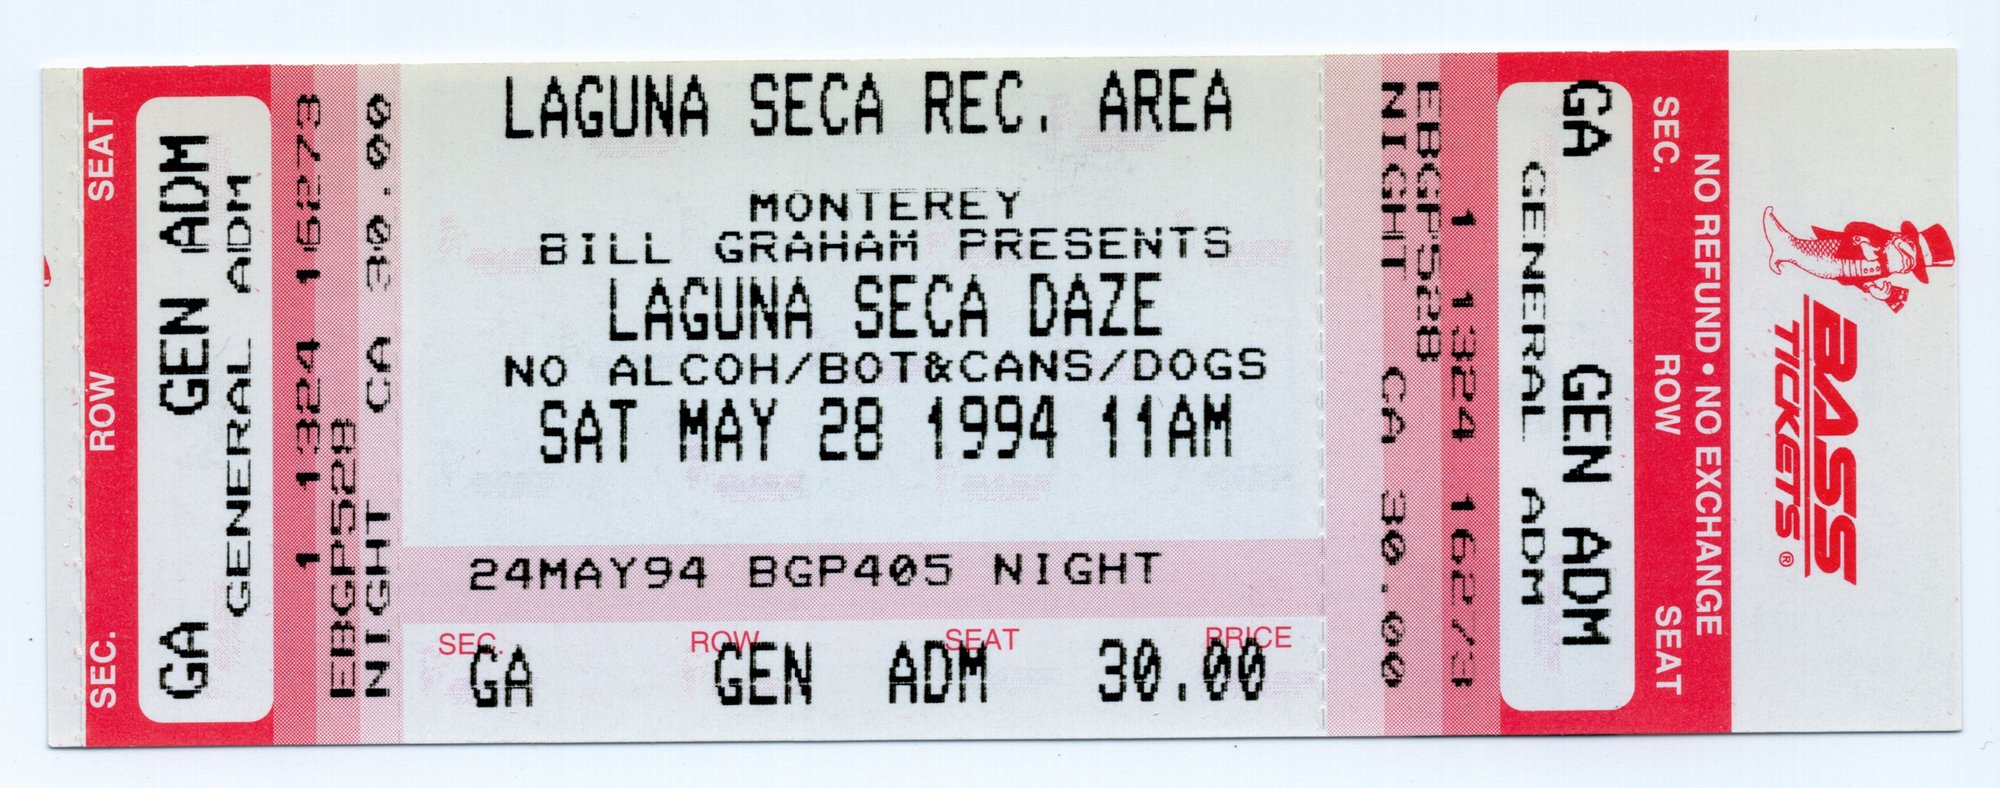 SEC. ROW SEAT
GA GEN ADM
GENERAL ADM
1 1324 16273
EBGP528
NIGHT CA 30.00
LAGUNA SECA REC. AREA
MONTEREY
BILL GRAHAM PRESENTS
LAGUNA SECA DAZE
NO ALCOH/BOT&CANS/DOGS
SAT MAY 28 1994 11AM
24MAY94 BGP405 NIGHT
SEC. ROW SEAT PRICE
GA GEN ADM 30.00
NIGHT CA 30.00
EBGP528
1 1324 16273
GENERAL ADM
GA GEN ADM
SEC. ROW SEAT
NO REFUND • NO EXCHANGE
BASS
TICKETS ®